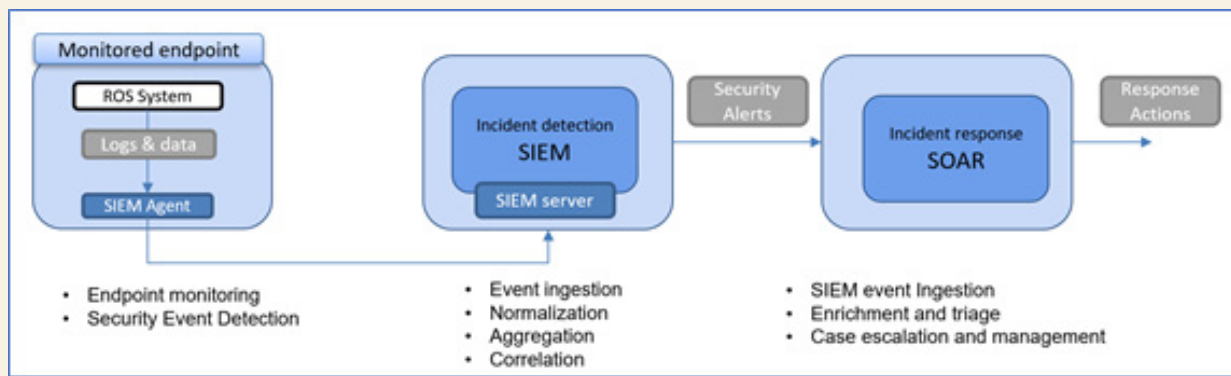 Monitored endpoint
ROS System
Logs & data
SIEM Agent
• Endpoint monitoring
• Security Event Detection
Incident detection
SIEM
SIEM server
• Event ingestion
• Normalization
• Aggregation
• Correlation
Security
Alerts
Incident response
SOAR
• SIEM event Ingestion
• Enrichment and triage
• Case escalation and management
Response
Actions